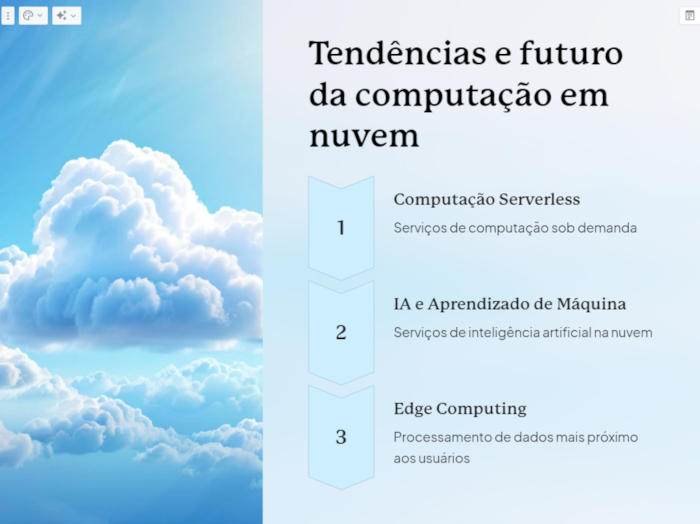 Tendências e futuro
da computação em
nuvem
1
Computação Serverless
Serviços de computação sob demanda
2
IA e Aprendizado de Máquina
Serviços de inteligência artificial na nuvem
3
Edge Computing
Processamento de dados mais próximo
aos usuários